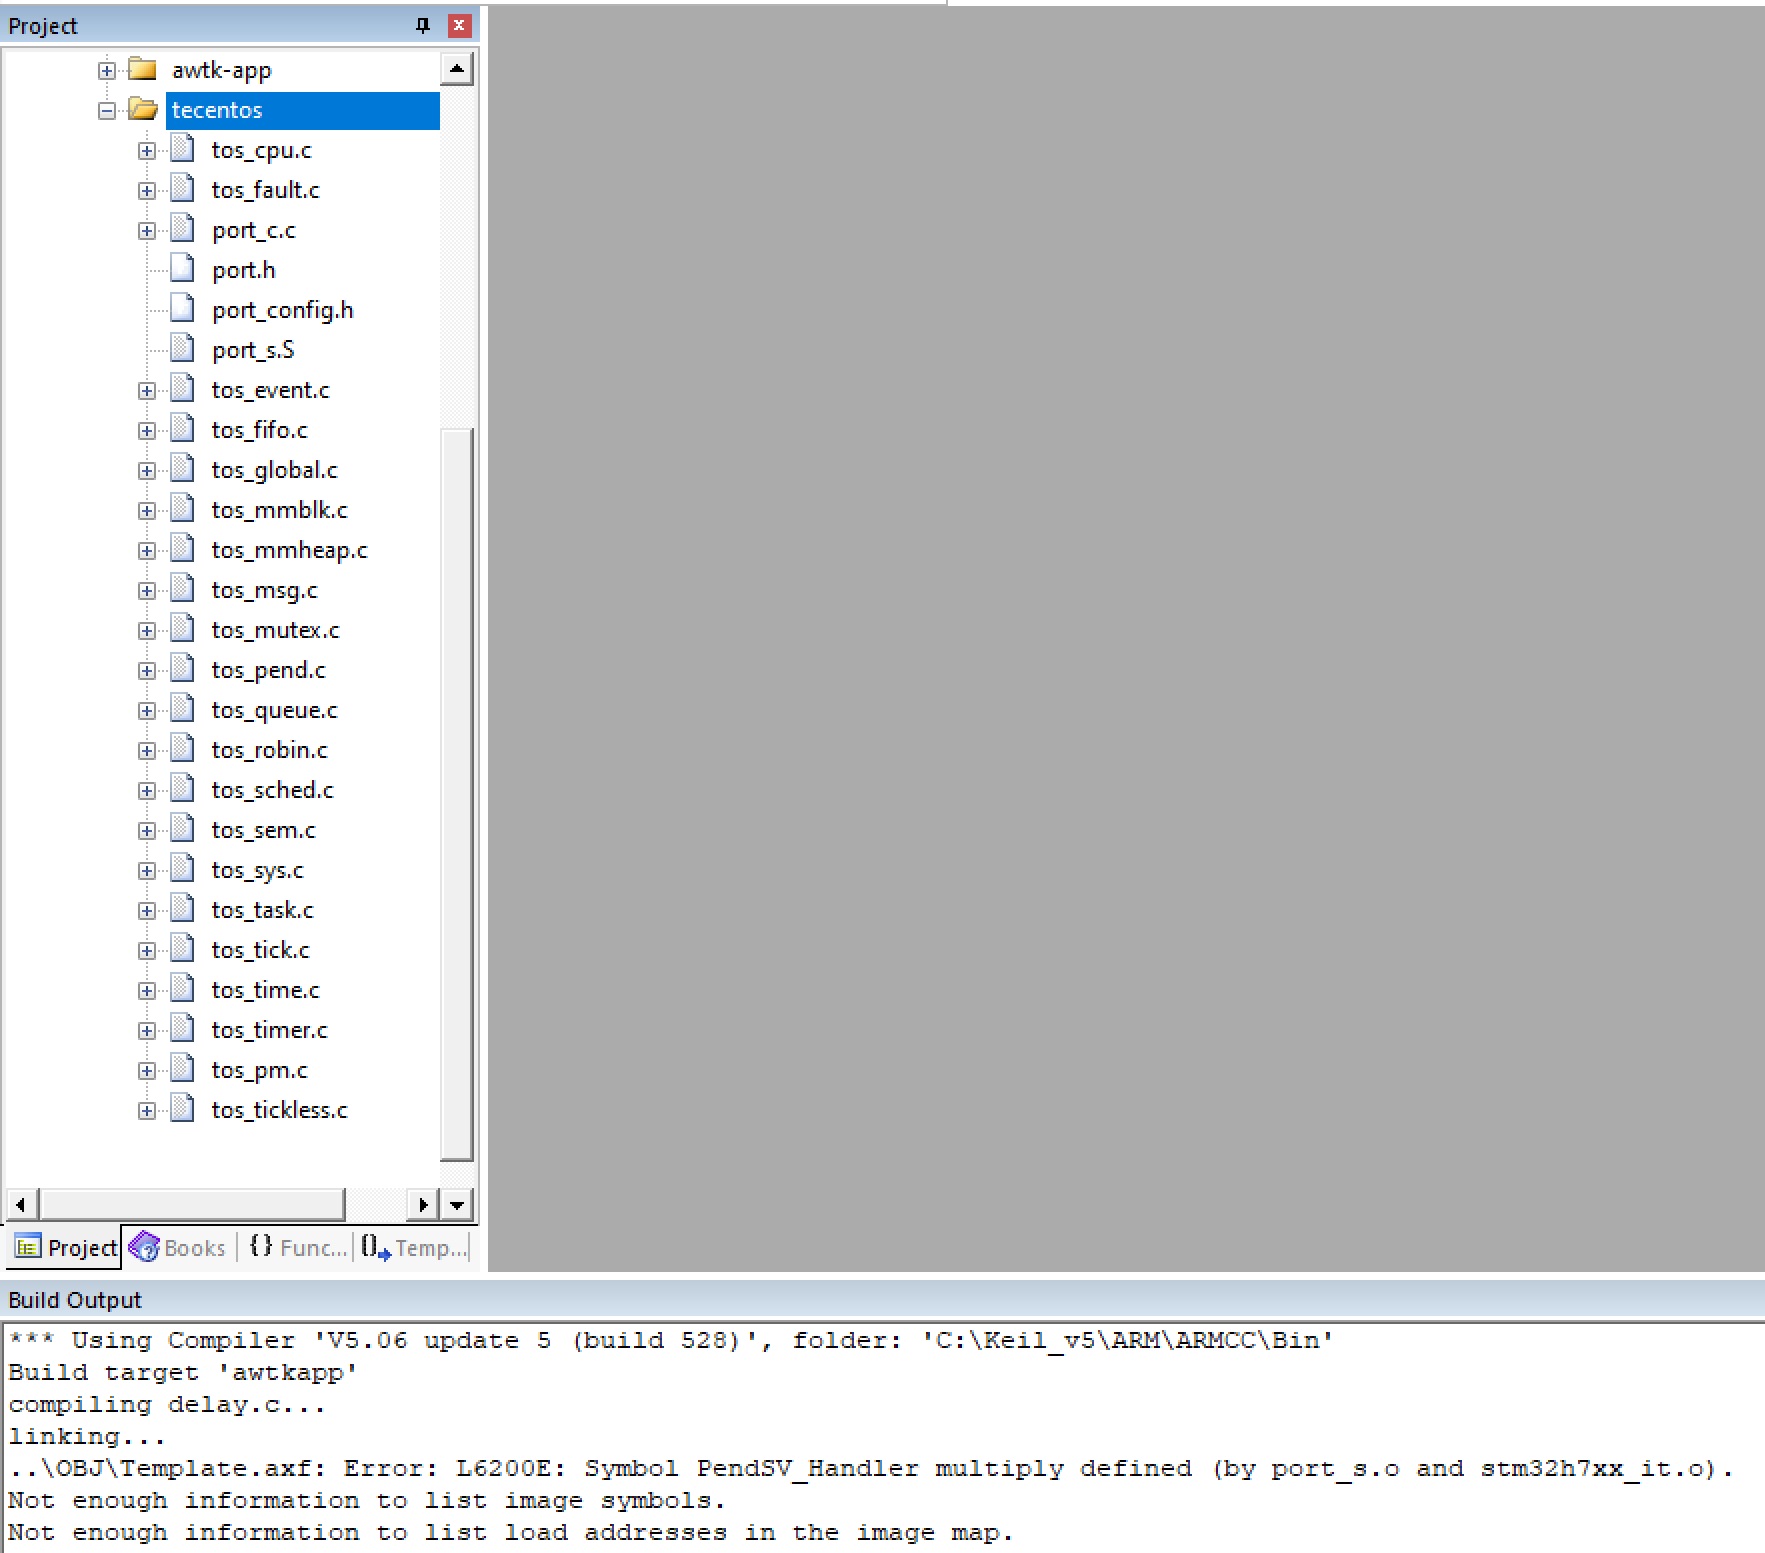 Project
awtk-app
tecentos
tos_cpu.c
tos_fault.c
port_c.c
port.h
port_config.h
port_s.S
tos_event.c
tos_fifo.c
tos_global.c
tos_mmblk.c
tos_mmheap.c
tos_msg.c
tos_mutex.c
tos_pend.c
tos_queue.c
tos_robin.c
tos_sched.c
tos_sem.c
tos_sys.c
tos_task.c
tos_tick.c
tos_time.c
tos_timer.c
tos_pm.c
tos_tickless.c
Project Books {} Func... Temp...
Build Output
*** Using Compiler 'V5.06 update 5 (build 528)', folder: 'C:\Keil_v5\ARM\ARMCC\Bin'
Build target 'awtkapp'
compiling delay.c...
linking...
..\OBJ\Template.axf: Error: L6200E: Symbol PendSV_Handler multiply defined (by port_s.o and stm32h7xx_it.o).
Not enough information to list image symbols.
Not enough information to list load addresses in the image map.